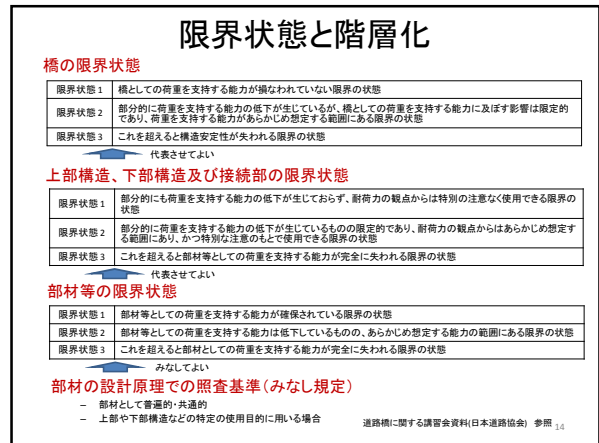 限界状態と階層化
橋の限界状態
限界状態1 橋としての荷重を支持する能力が損なわれていない限界の状態
限界状態2 部分的に荷重を支持する能力の低下が生じているが、橋としての荷重を支持する能力に及ぼす影響は限定的
であり、荷重を支持する能力があらかじめ想定する範囲にある限界の状態
限界状態3 これを超えると構造安定性が失われる限界の状態
代表させてよい
上部構造、下部構造及び接続部の限界状態
限界状態1 部分的にも荷重を支持する能力の低下が生じておらず、耐荷力の観点からは特別の注意なく使用できる限界の
状態
限界状態2 部分的に荷重を支持する能力の低下が生じているものの限定的であり、耐荷力の観点からはあらかじめ想定す
る範囲にあり、かつ特別な注意のもとで使用できる限界の状態
限界状態3 これを超えると部材等としての荷重を支持する能力が完全に失われる限界の状態
代表させてよい
部材等の限界状態
限界状態1 部材等としての荷重を支持する能力が確保されている限界の状態
限界状態2 部材等としての荷重を支持する能力は低下しているものの、あらかじめ想定する能力の範囲にある限界の状態
限界状態3 これを超えると部材としての荷重を支持する能力が完全に失われる限界の状態
みなしてよい
部材の設計原理での照査基準(みなし規定)
– 部材として普遍的・共通的
– 上部や下部構造などの特定の使用目的に用いる場合
道路橋に関する講習会資料(日本道路協会) 参照 14